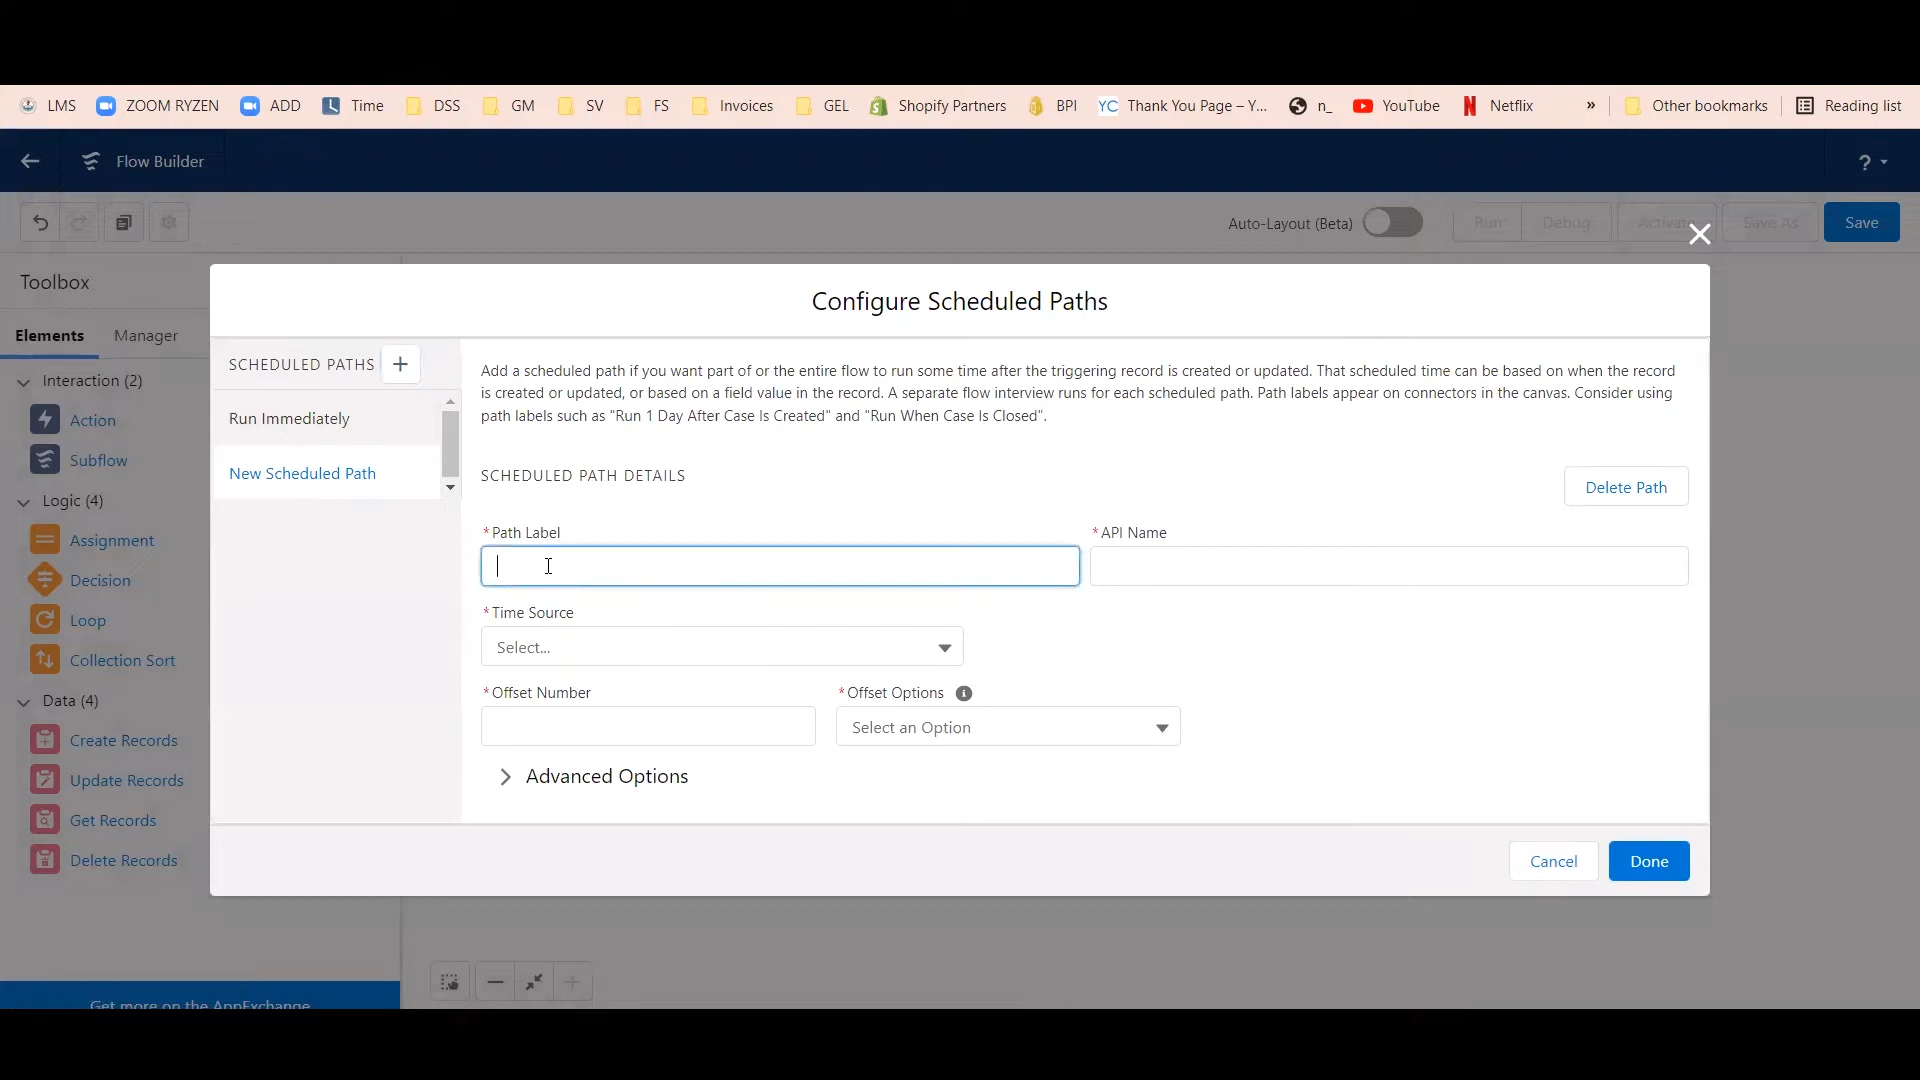 LMS ZOOM RYZEN ADD Time DSS GM SV FS Invoices GEL Shopify Partners BPI YC Thank You Page – Y... n_ YouTube Netflix » Other bookmarks Reading list
Flow Builder ?
Auto-Layout (Beta) Run Debug Activate Save As Save
Toolbox
Elements Manager
Interaction (2)
Action
Subflow
Logic (4)
Assignment
Decision
Loop
Collection Sort
Data (4)
Create Records
Update Records
Get Records
Delete Records
Get more on the AppExchange
Configure Scheduled Paths
SCHEDULED PATHS +
Run Immediately
New Scheduled Path
Add a scheduled path if you want part of or the entire flow to run some time after the triggering record is created or updated. That scheduled time can be based on when the record
is created or updated, or based on a field value in the record. A separate flow interview runs for each scheduled path. Path labels appear on connectors in the canvas. Consider using
path labels such as "Run 1 Day After Case Is Created" and "Run When Case Is Closed".
SCHEDULED PATH DETAILS
Delete Path
*Path Label *API Name
*Time Source
Select...
*Offset Number *Offset Options
Select an Option
Advanced Options
Cancel Done